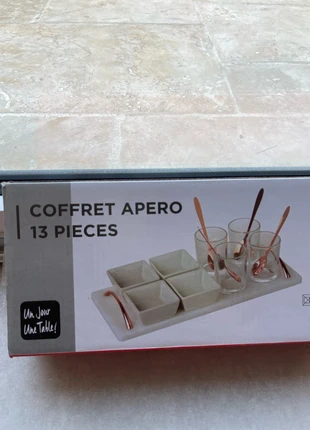 COFFRET APERO
13 PIECES
Un Jour
Une Table!